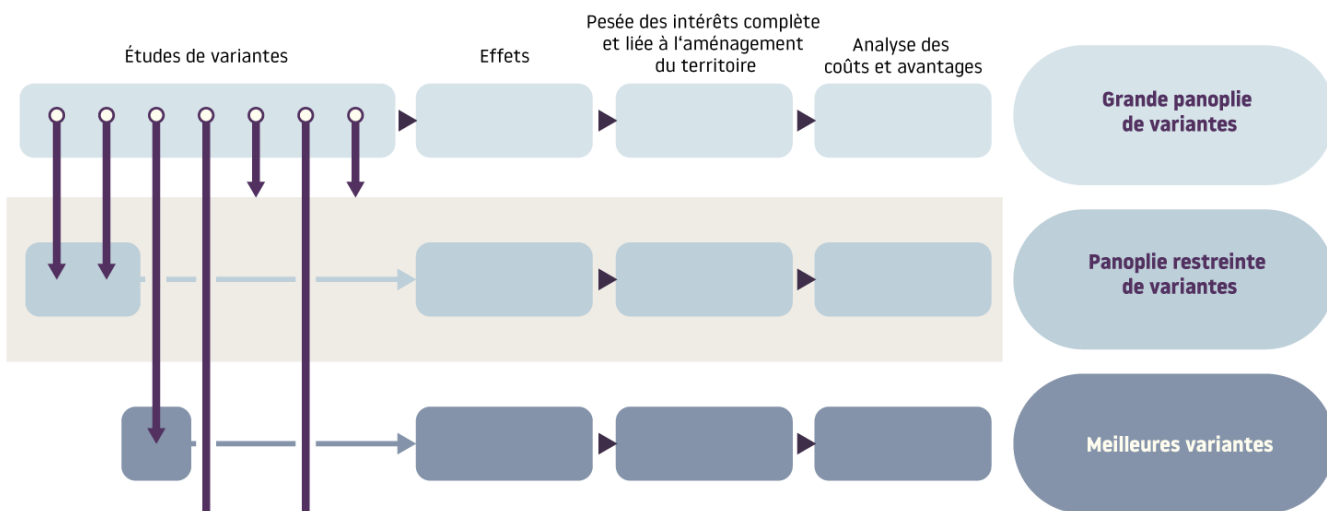 Études de variantes
Effets
Pesée des intérêts complète
et liée à l‘aménagement
du territoire
Analyse des
coûts et avantages
Grande panoplie
de variantes
Panoplie restreinte
de variantes
Meilleures variantes